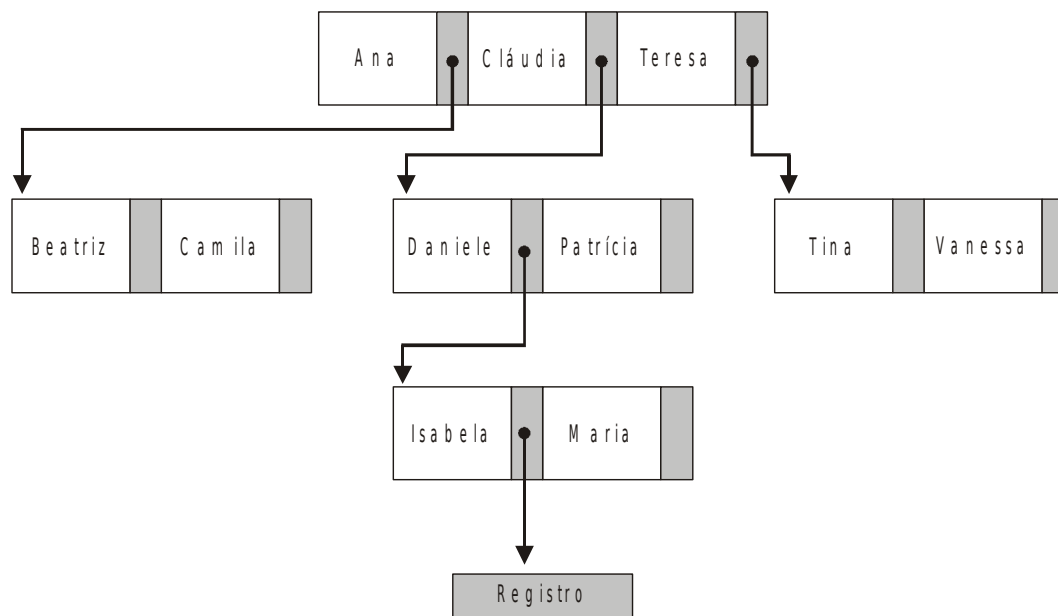 Ana Cláudia Teresa
Beatriz Camila Daniele Patrícia Tina Vanessa
Isabela Maria
Registro